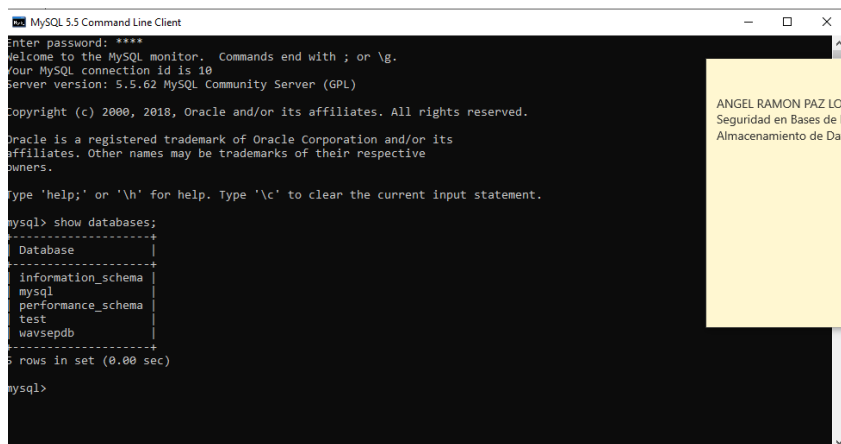 MySQL 5.5 Command Line Client
Enter password: ****
Welcome to the MySQL monitor.  Commands end with ; or \g.
Your MySQL connection id is 10
Server version: 5.5.62 MySQL Community Server (GPL)
Copyright (c) 2000, 2018, Oracle and/or its affiliates. All rights reserved.
Oracle is a registered trademark of Oracle Corporation and/or its
affiliates. Other names may be trademarks of their respective
owners.
Type 'help;' or '\h' for help. Type '\c' to clear the current input statement.
mysql> show databases;
+--------------------+
| Database           |
+--------------------+
| information_schema |
| mysql              |
| performance_schema |
| test               |
| wavsepdb           |
+--------------------+
5 rows in set (0.00 sec)
mysql>
ANGEL RAMON PAZ LO
Seguridad en Bases de
Almacenamiento de Da